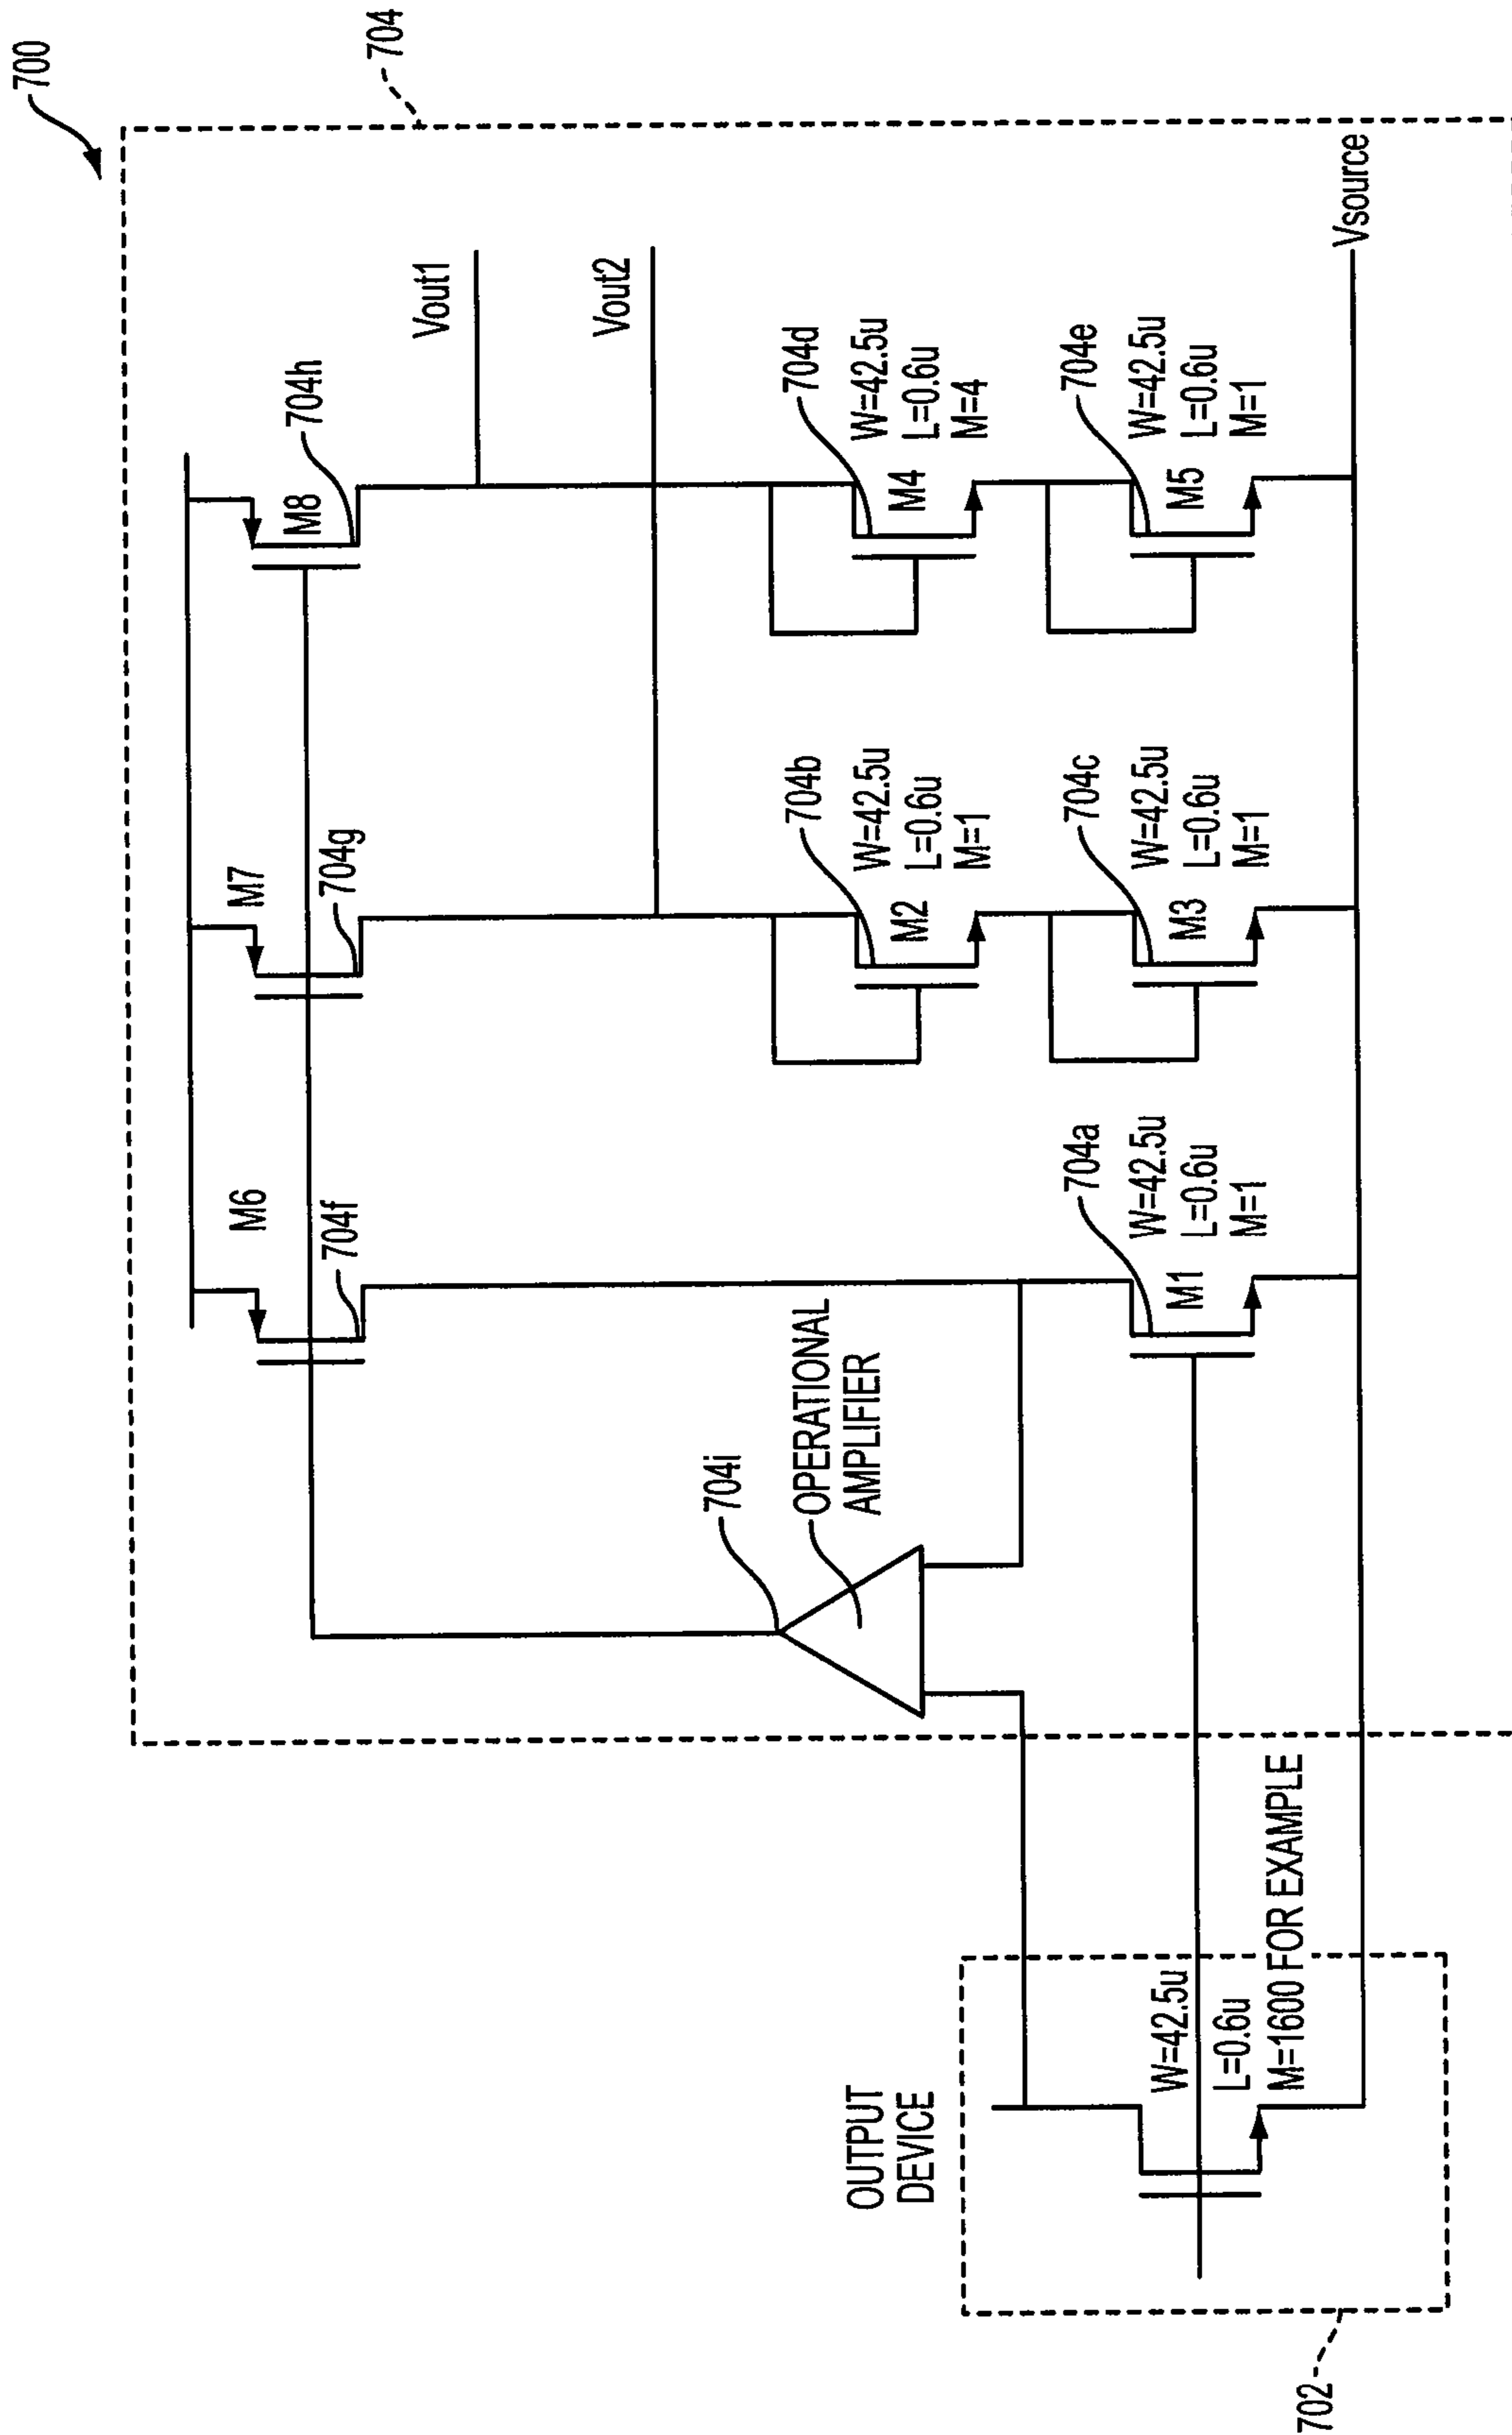 700
704
M6
704f
M7
704g
M8
704h
Vout1
Vout2
704i
OPERATIONAL
AMPLIFIER
704b
W=42.5u
L=0.6u
M=1
M2
704d
W=42.5u
L=0.6u
M=4
M4
704a
W=42.5u
L=0.6u
M=1
M1
704c
W=42.5u
L=0.6u
M=1
M3
704e
W=42.5u
L=0.6u
M=1
M5
Vsource
OUTPUT
DEVICE
W=42.5u
L=0.6u
M=1600 FOR EXAMPLE
702